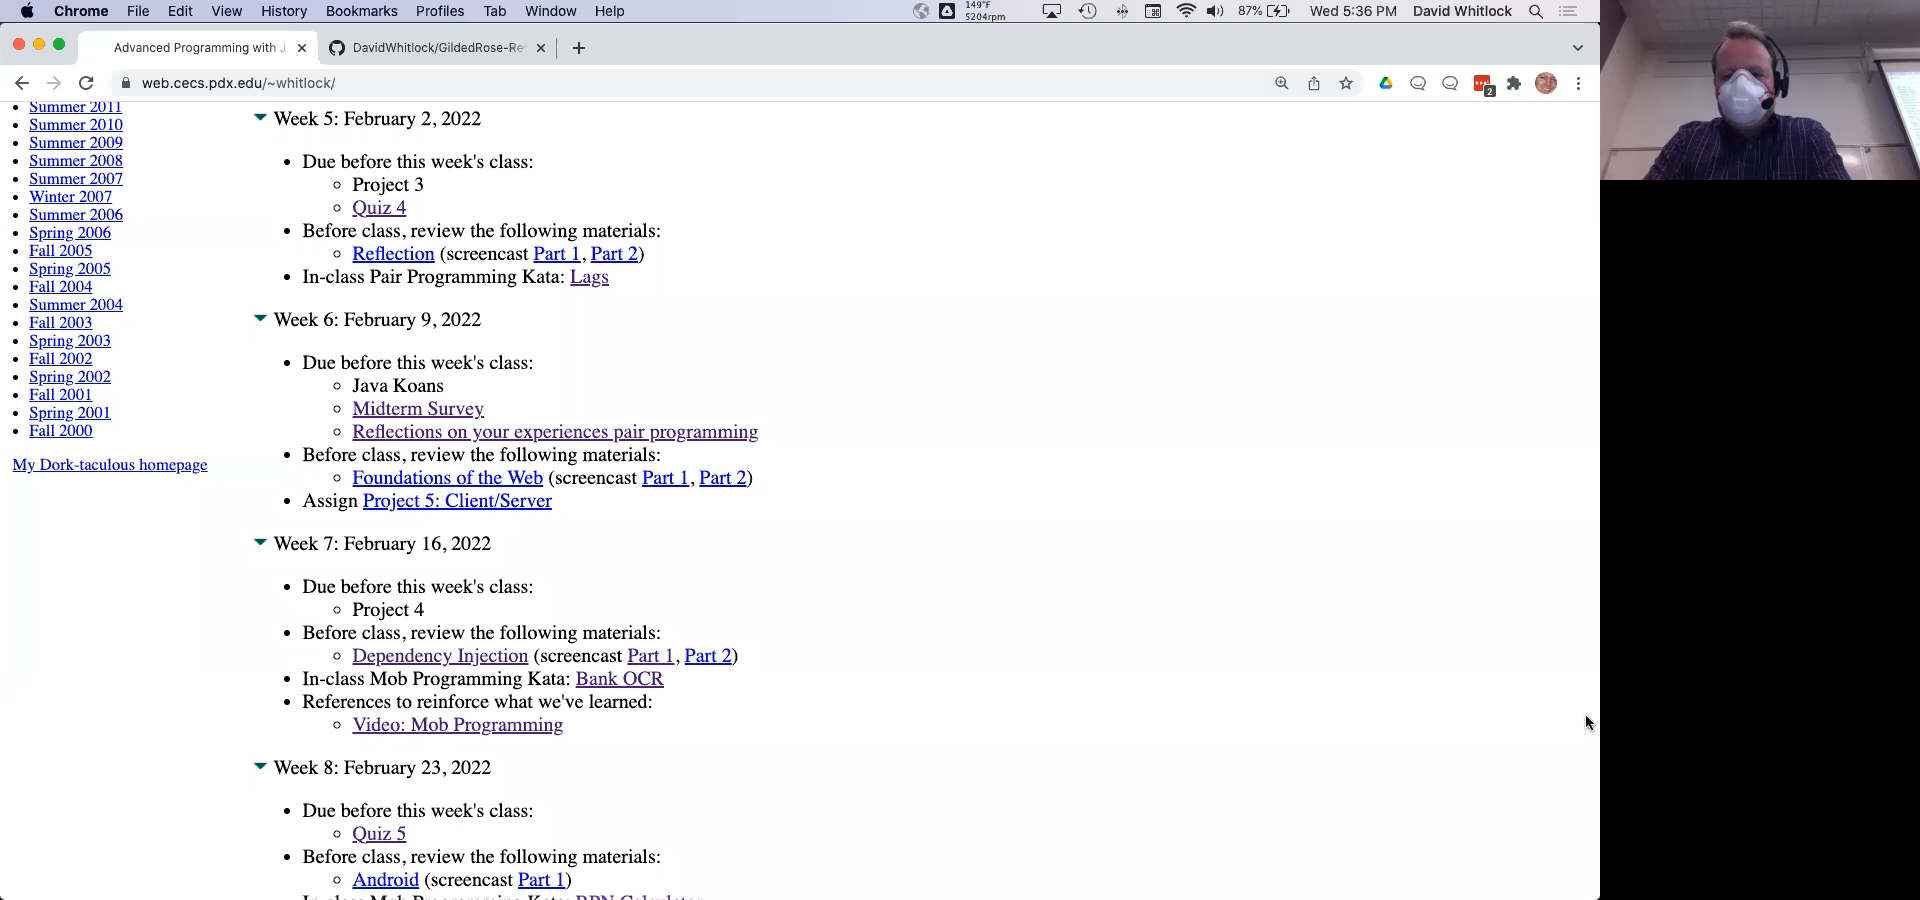 Chrome File Edit View History Bookmarks Profiles Tab Window Help 149°F 5204rpm 87% Wed 5:36 PM David Whitlock
Advanced Programming with J DavidWhitlock/GildedRose-Re
web.cecs.pdx.edu/~whitlock/
2
Summer 2011
Summer 2010
Summer 2009
Summer 2008
Summer 2007
Winter 2007
Summer 2006
Spring 2006
Fall 2005
Spring 2005
Fall 2004
Summer 2004
Fall 2003
Spring 2003
Fall 2002
Spring 2002
Fall 2001
Spring 2001
Fall 2000
My Dork-taculous homepage
Week 5: February 2, 2022
Due before this week's class:
Project 3
Quiz 4
Before class, review the following materials:
Reflection (screencast Part 1, Part 2)
In-class Pair Programming Kata: Lags
Week 6: February 9, 2022
Due before this week's class:
Java Koans
Midterm Survey
Reflections on your experiences pair programming
Before class, review the following materials:
Foundations of the Web (screencast Part 1, Part 2)
Assign Project 5: Client/Server
Week 7: February 16, 2022
Due before this week's class:
Project 4
Before class, review the following materials:
Dependency Injection (screencast Part 1, Part 2)
In-class Mob Programming Kata: Bank OCR
References to reinforce what we've learned:
Video: Mob Programming
Week 8: February 23, 2022
Due before this week's class:
Quiz 5
Before class, review the following materials:
Android (screencast Part 1)
In-class Mob Programming Kata: RPN Calculator